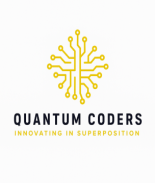 QUANTUM CODERS
INNOVATING IN SUPERPOSITION